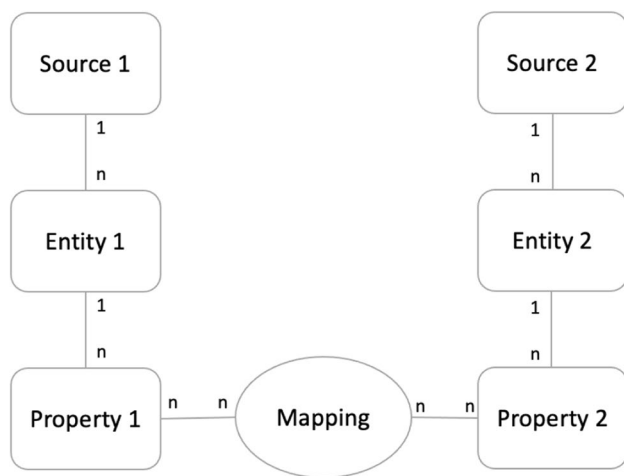 Source 1
Source 2
1
1
n
n
Entity 1
Entity 2
1
1
n
n
Property 1
n
n
Mapping
n
n
Property 2